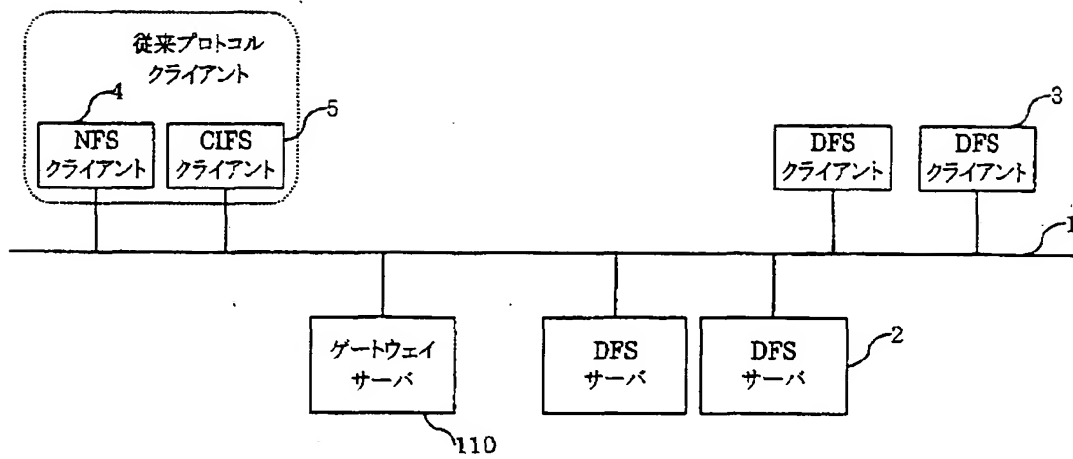 従来プロトコル
クライアント
4
5
3
NFS
クライアント
CIFS
クライアント
DFS
クライアント
DFS
クライアント
1
ゲートウェイ
サーバ
DFS
サーバ
DFS
サーバ
2
110